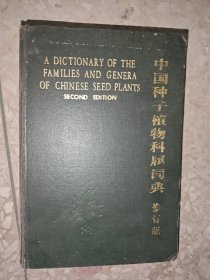 A DICTIONARY OF THE
FAMILIES AND GENERA
OF CHINESE SEED PLANTS
SECOND EDITION
中国种子植物科属词典
修订版